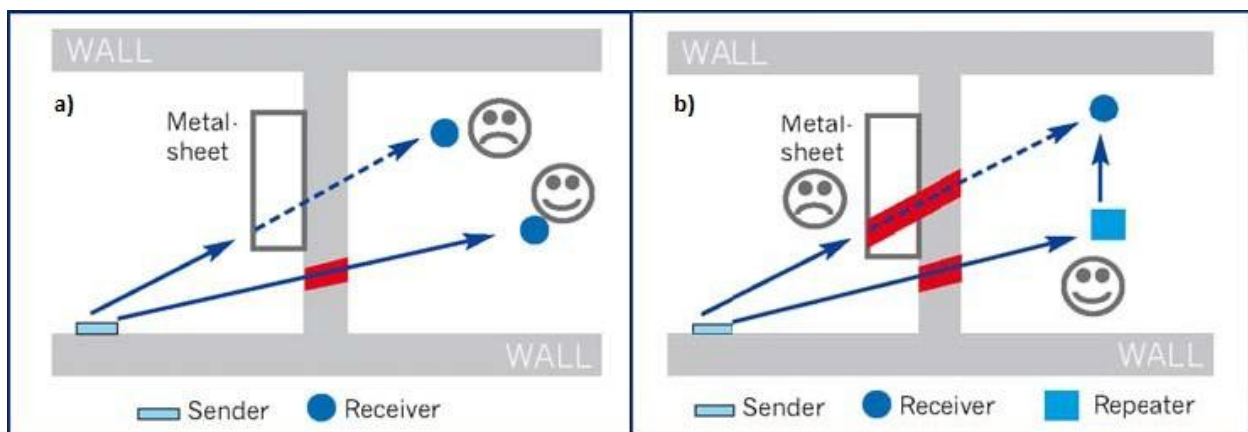 WALL
a)
Metal-
sheet
WALL
Sender
Receiver
WALL
b)
Metal-
sheet
WALL
Sender
Receiver
Repeater